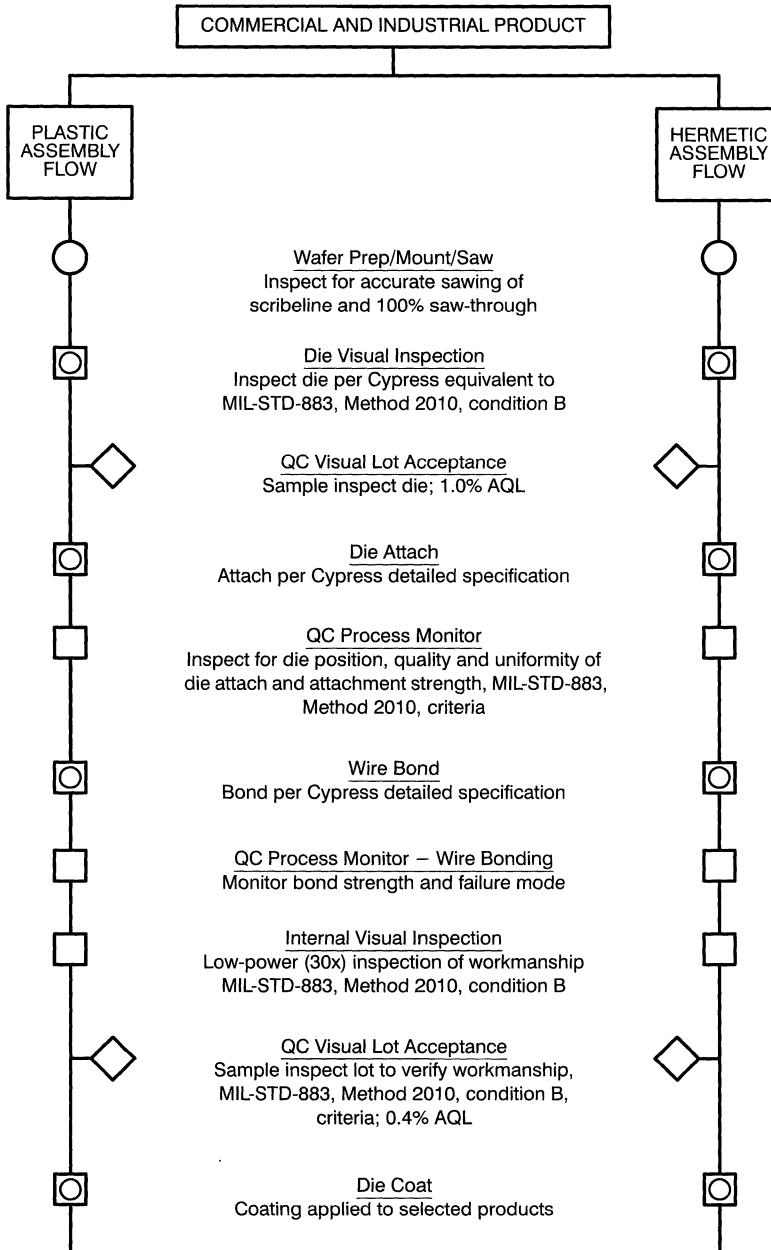 COMMERCIAL AND INDUSTRIAL PRODUCT
PLASTIC
ASSEMBLY
FLOW
HERMETIC
ASSEMBLY
FLOW
Wafer Prep/Mount/Saw
Inspect for accurate sawing of
scribeline and 100% saw-through
Die Visual Inspection
Inspect die per Cypress equivalent to
MIL-STD-883, Method 2010, condition B
QC Visual Lot Acceptance
Sample inspect die; 1.0% AQL
Die Attach
Attach per Cypress detailed specification
QC Process Monitor
Inspect for die position, quality and uniformity of
die attach and attachment strength, MIL-STD-883,
Method 2010, criteria
Wire Bond
Bond per Cypress detailed specification
QC Process Monitor – Wire Bonding
Monitor bond strength and failure mode
Internal Visual Inspection
Low-power (30x) inspection of workmanship
MIL-STD-883, Method 2010, condition B
QC Visual Lot Acceptance
Sample inspect lot to verify workmanship,
MIL-STD-883, Method 2010, condition B,
criteria; 0.4% AQL
Die Coat
Coating applied to selected products